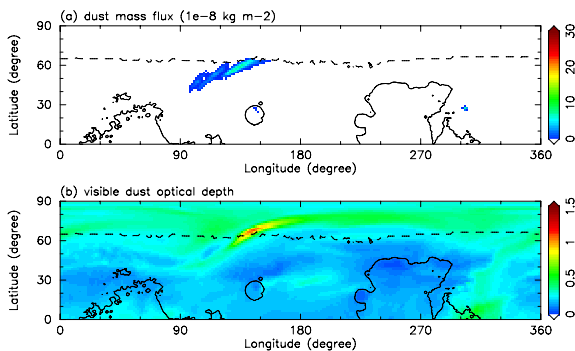 (a) dust mass flux (1e-8 kg m-2)
90
60
30
0
Latitude (degree)
0 90 180 270 360
Longitude (degree)
30
20
10
0
(b) visible dust optical depth
90
60
30
0
Latitude (degree)
0 90 180 270 360
Longitude (degree)
1.5
1
0.5
0